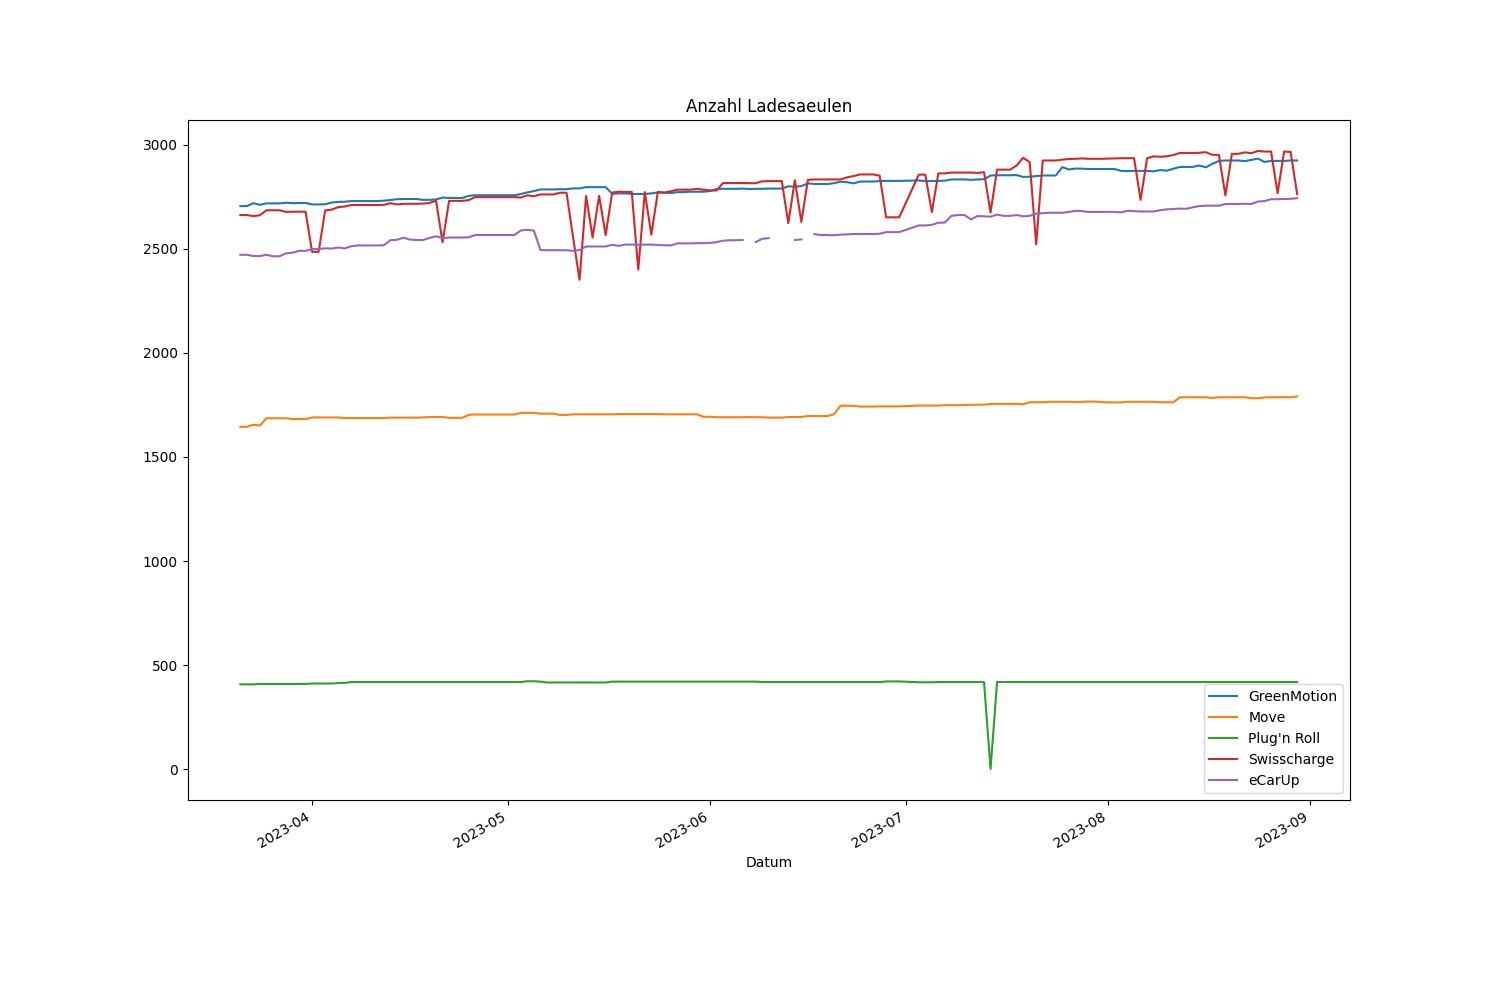 Anzahl Ladesaeulen
3000
2500
2000
1500
1000
500
0
GreenMotion
Move
Plug'n Roll
Swisscharge
eCarUp
2023-04
2023-05
2023-06
2023-07
2023-08
2023-09
Datum